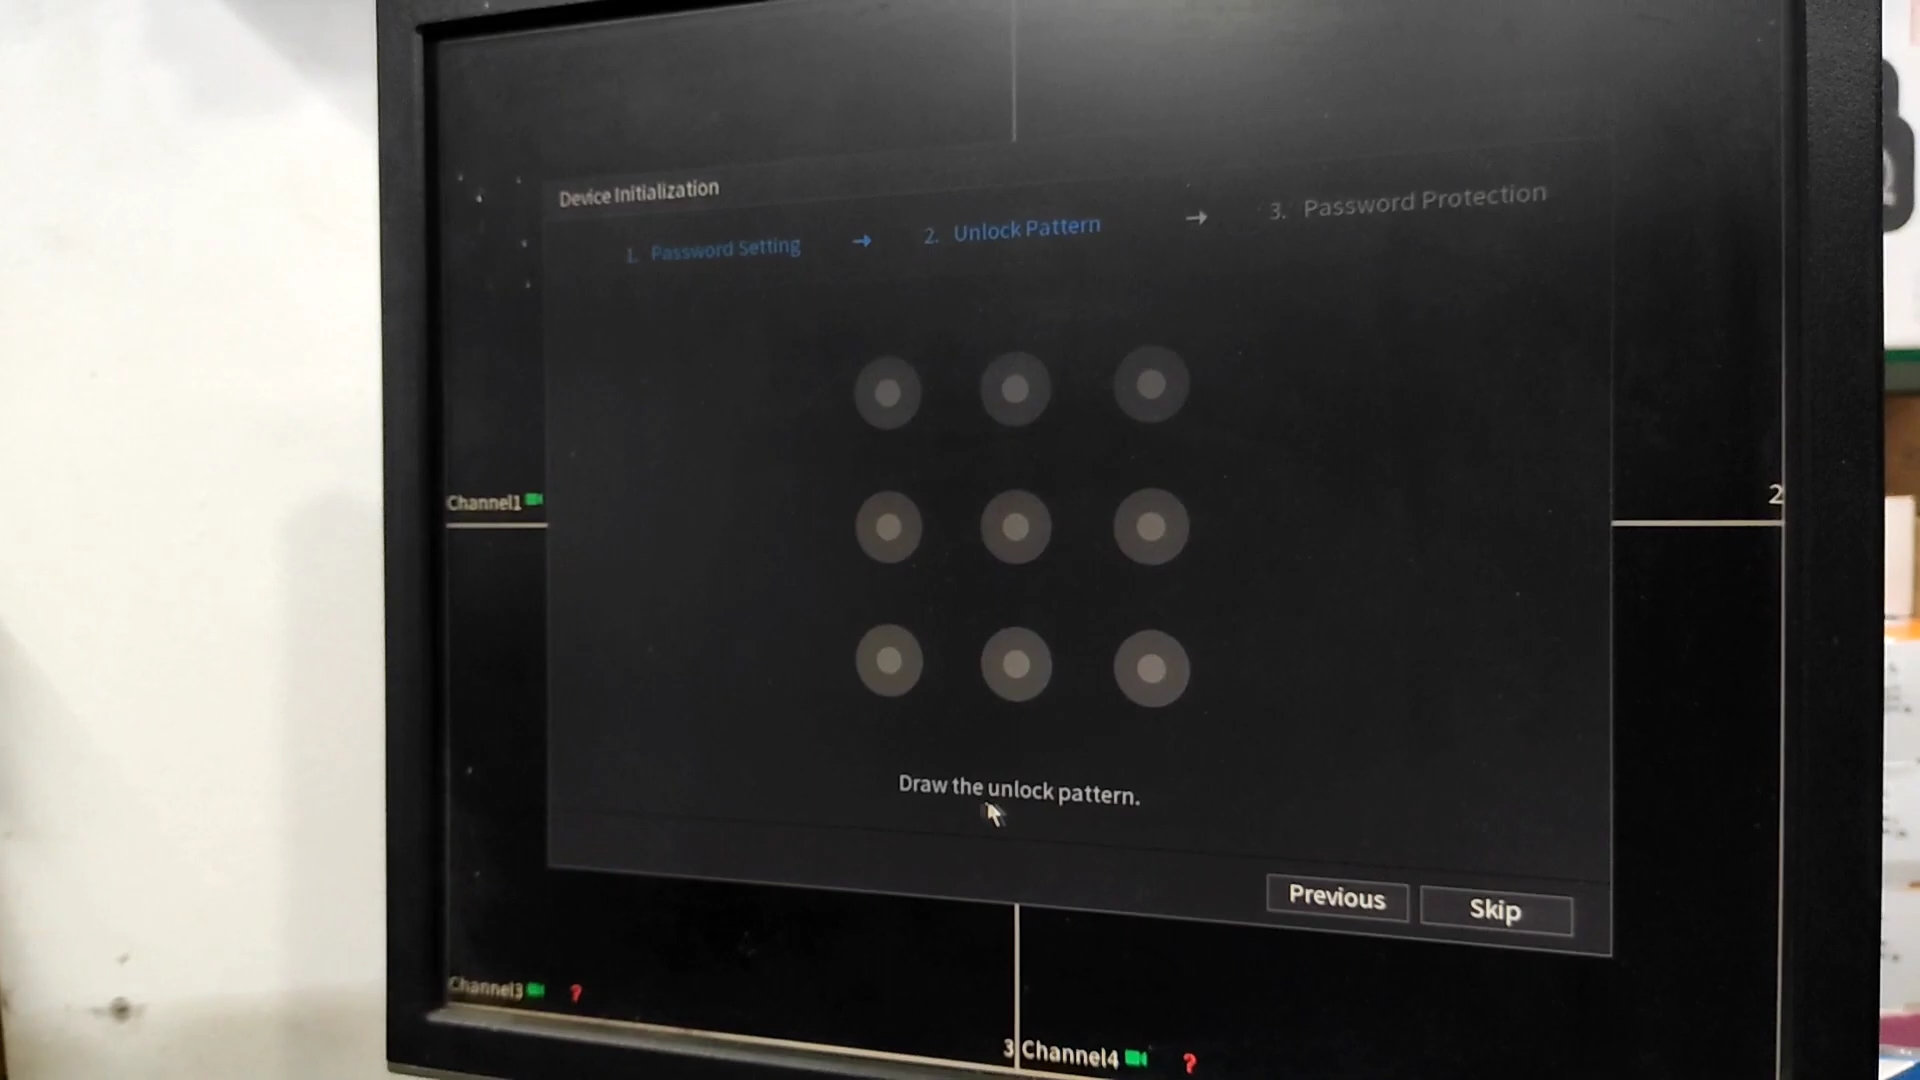 Device Initialization
1. Password Setting → 2. Unlock Pattern → 3. Password Protection
Channel1
2
Draw the unlock pattern.
Previous
Skip
Channel3 ?
3 Channel4 ?